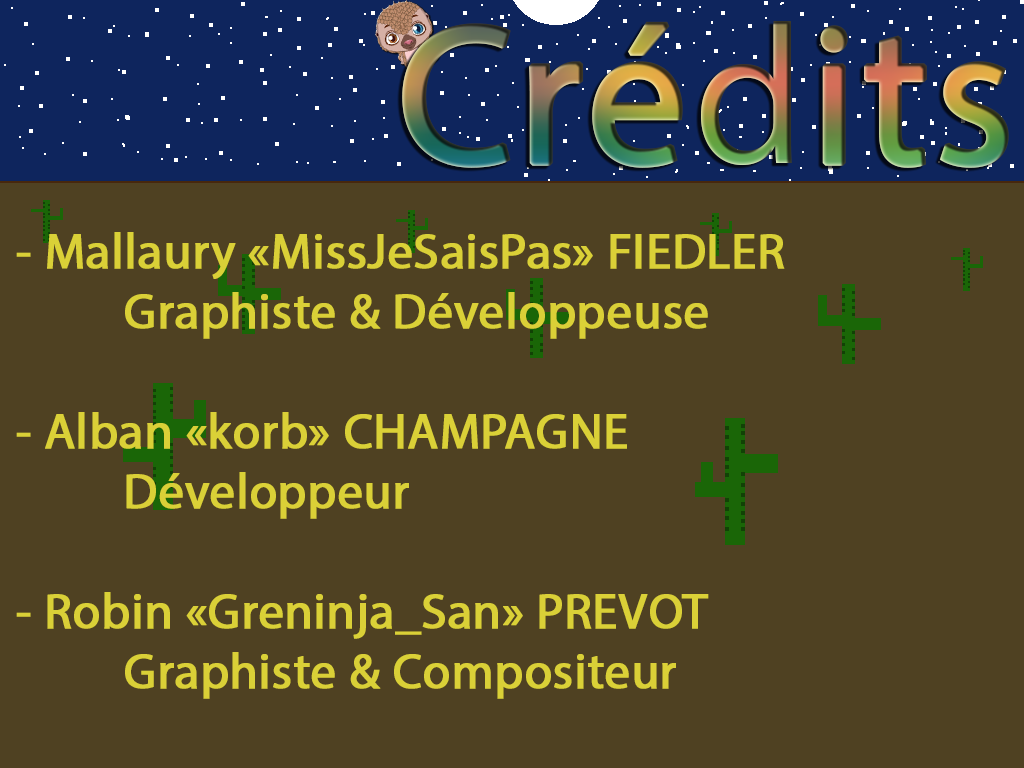 Crédits
- Mallaury «MissJeSaisPas» FIEDLER
Graphiste & Développeuse
- Alban «korb» CHAMPAGNE
Développeur
- Robin «Greninja_San» PREVOT
Graphiste & Compositeur